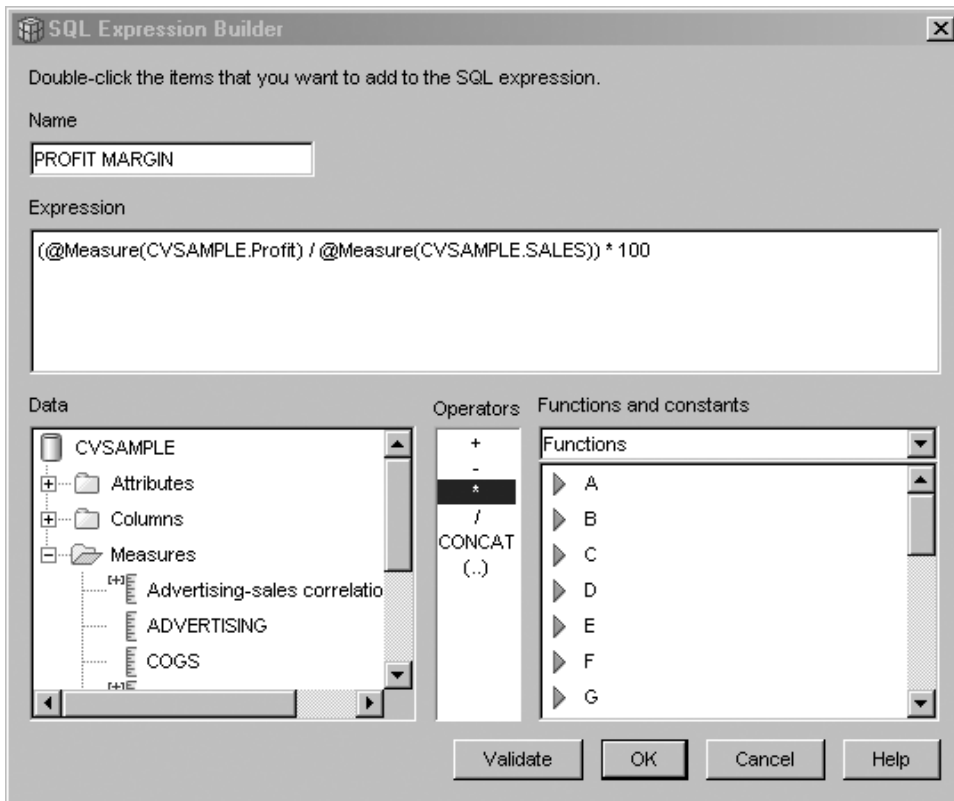 SQL Expression Builder
Double-click the items that you want to add to the SQL expression.
Name
PROFIT MARGIN
Expression
(@Measure(CVSAMPLE.Profit) / @Measure(CVSAMPLE.SALES)) * 100
Data
CVSAMPLE
Attributes
Columns
Measures
Advertising-sales correlatio
ADVERTISING
COGS
Operators
+
-
*
/
CONCAT
(..)
Functions and constants
Functions
A
B
C
D
E
F
G
Validate
OK
Cancel
Help